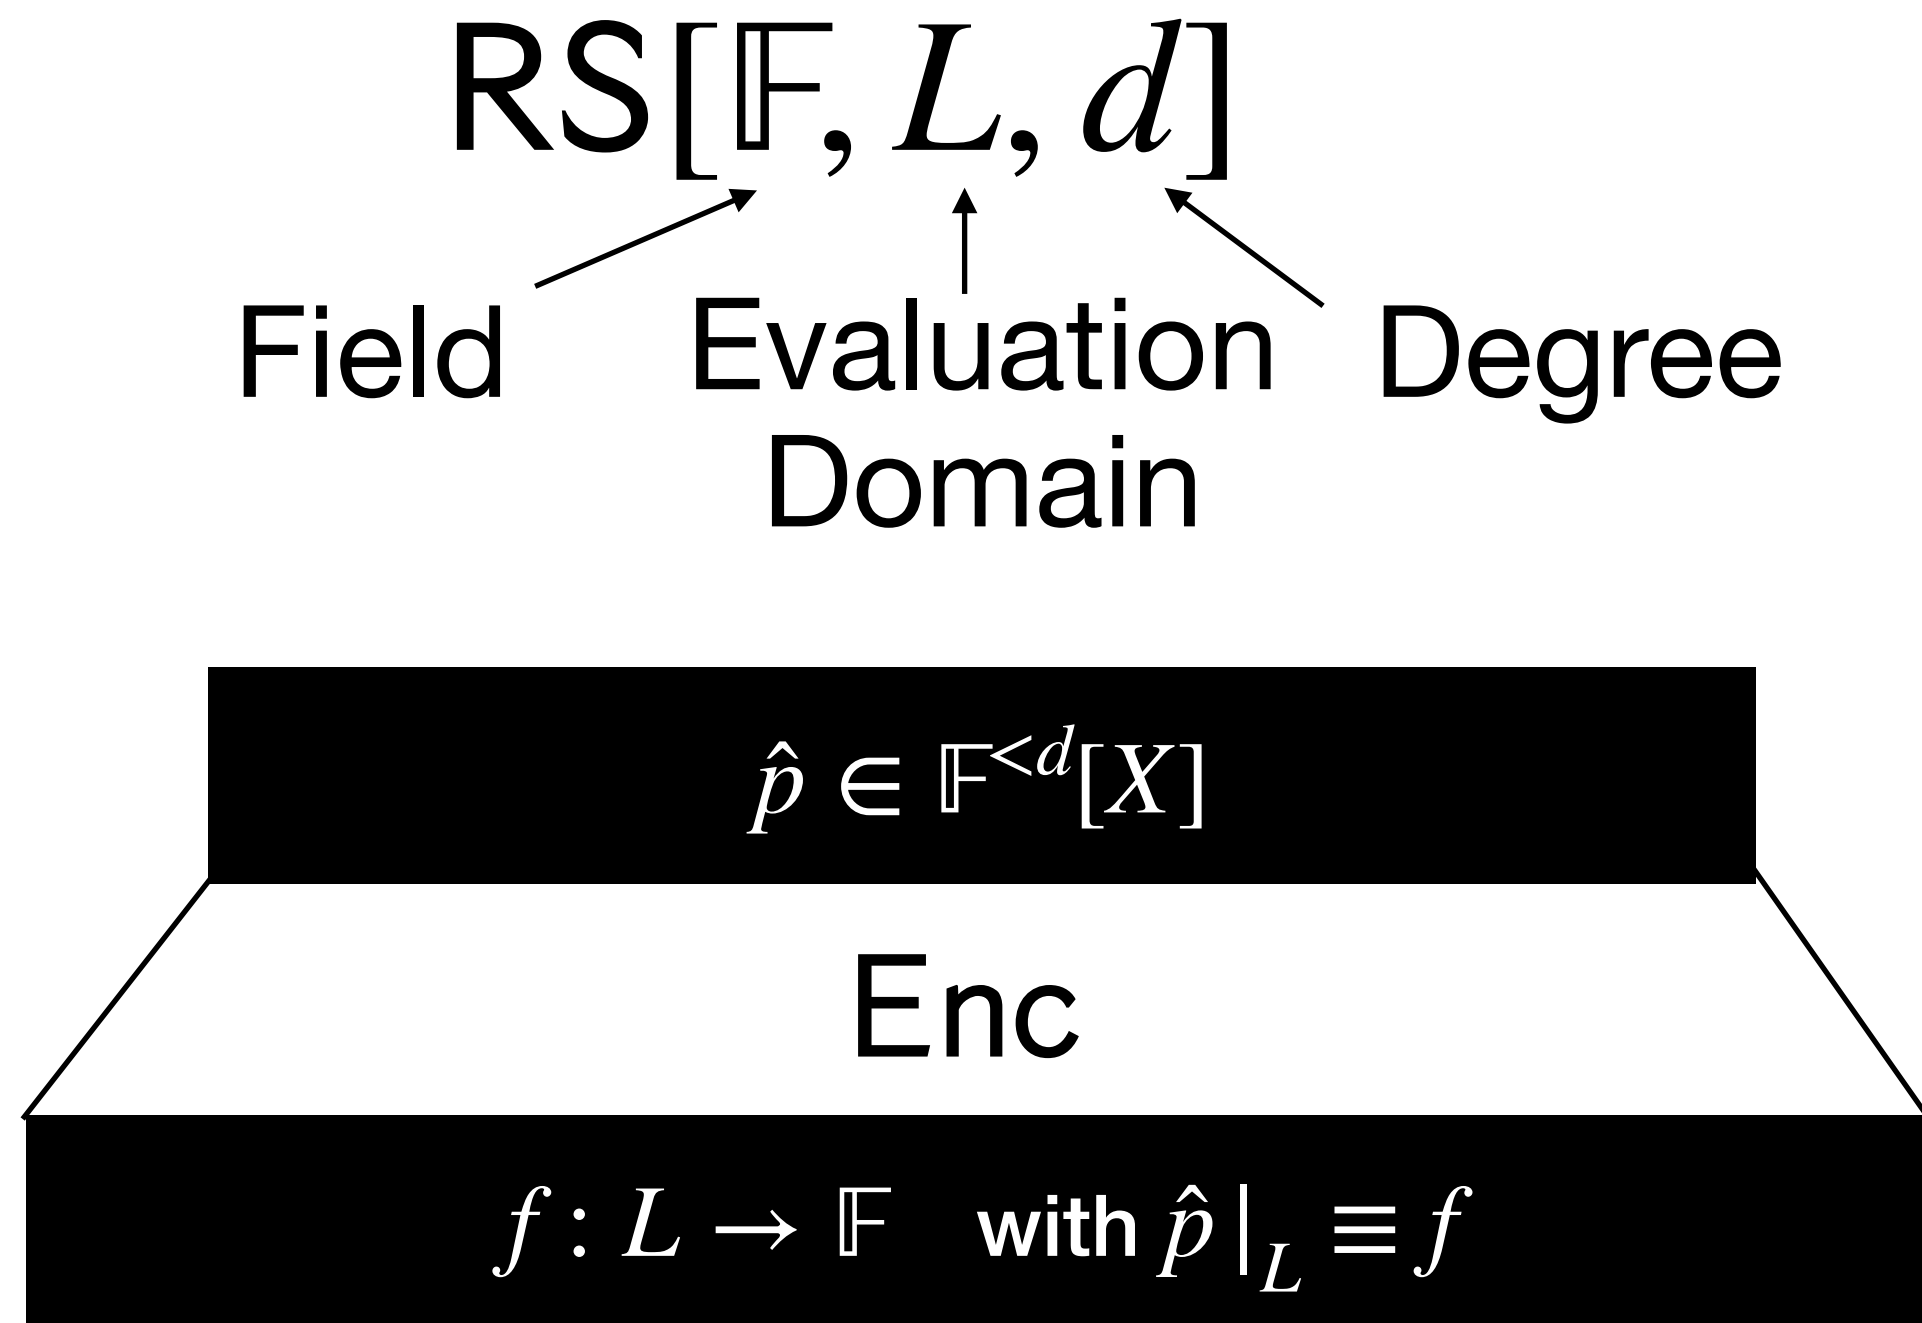 RS[𝔽, L, d]
Field Evaluation Degree
Domain
p̂ ∈ 𝔽^{<d}[X]
Enc
f : L → 𝔽 with p̂|_L ≡ f